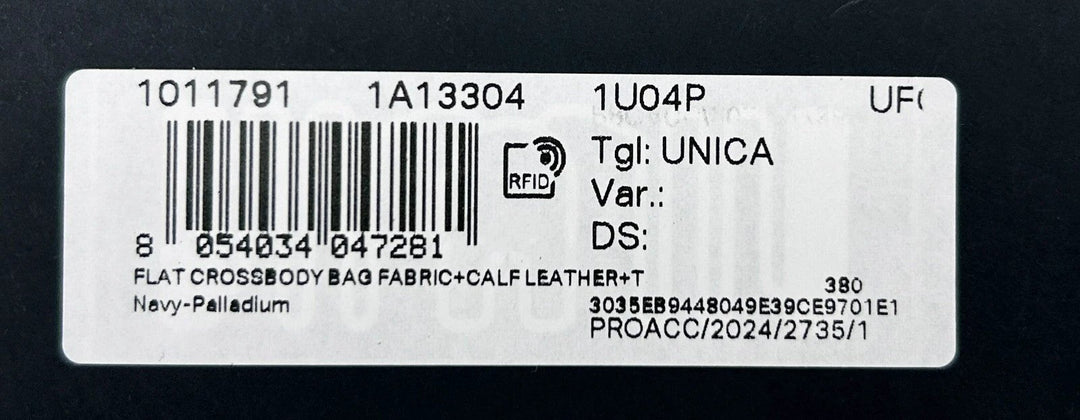 1011791 1A13304 1U04P UF
RFID
Tgl: UNICA
Var.:
DS:
8 054034 047281
FLAT CROSSBODY BAG FABRIC+CALF LEATHER+T
380
Navy-Palladium
3035EB9448049E39CE9701E1
PROACC/2024/2735/1